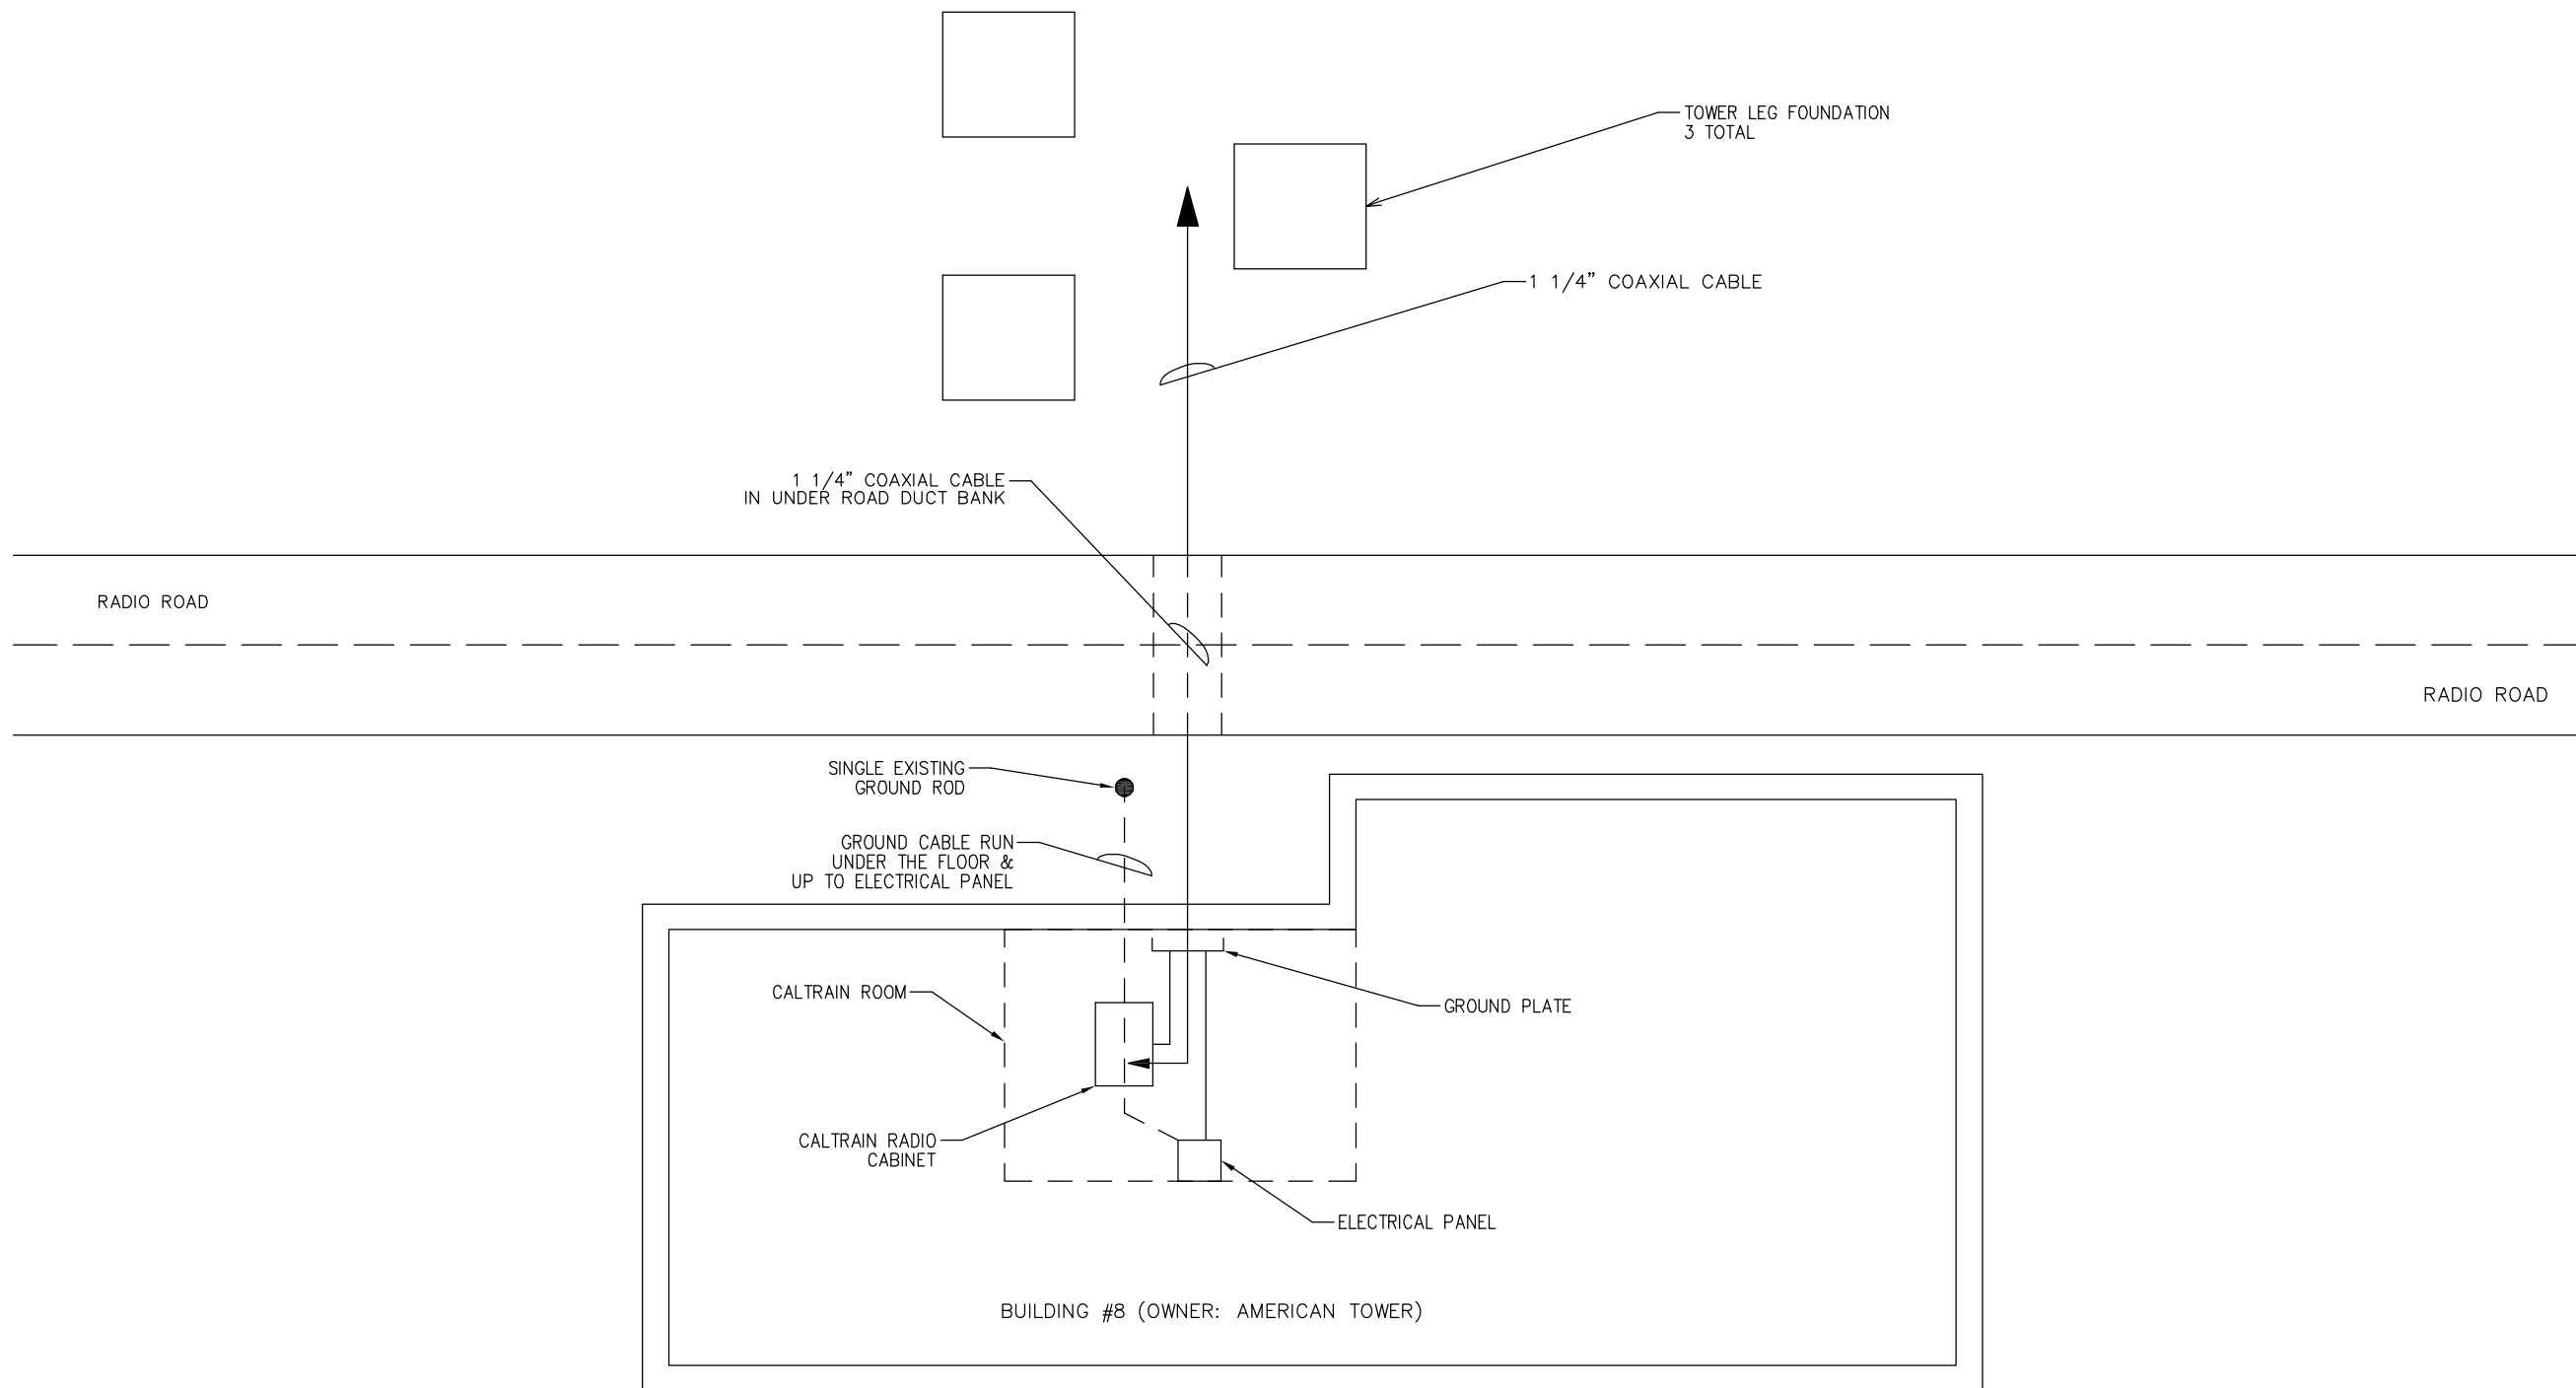 TOWER LEG FOUNDATION
3 TOTAL
1 1/4” COAXIAL CABLE
1 1/4” COAXIAL CABLE
IN UNDER ROAD DUCT BANK
RADIO ROAD
RADIO ROAD
SINGLE EXISTING
GROUND ROD
GROUND CABLE RUN
UNDER THE FLOOR &
UP TO ELECTRICAL PANEL
CALTRAIN ROOM
GROUND PLATE
CALTRAIN RADIO
CABINET
ELECTRICAL PANEL
BUILDING #8 (OWNER: AMERICAN TOWER)